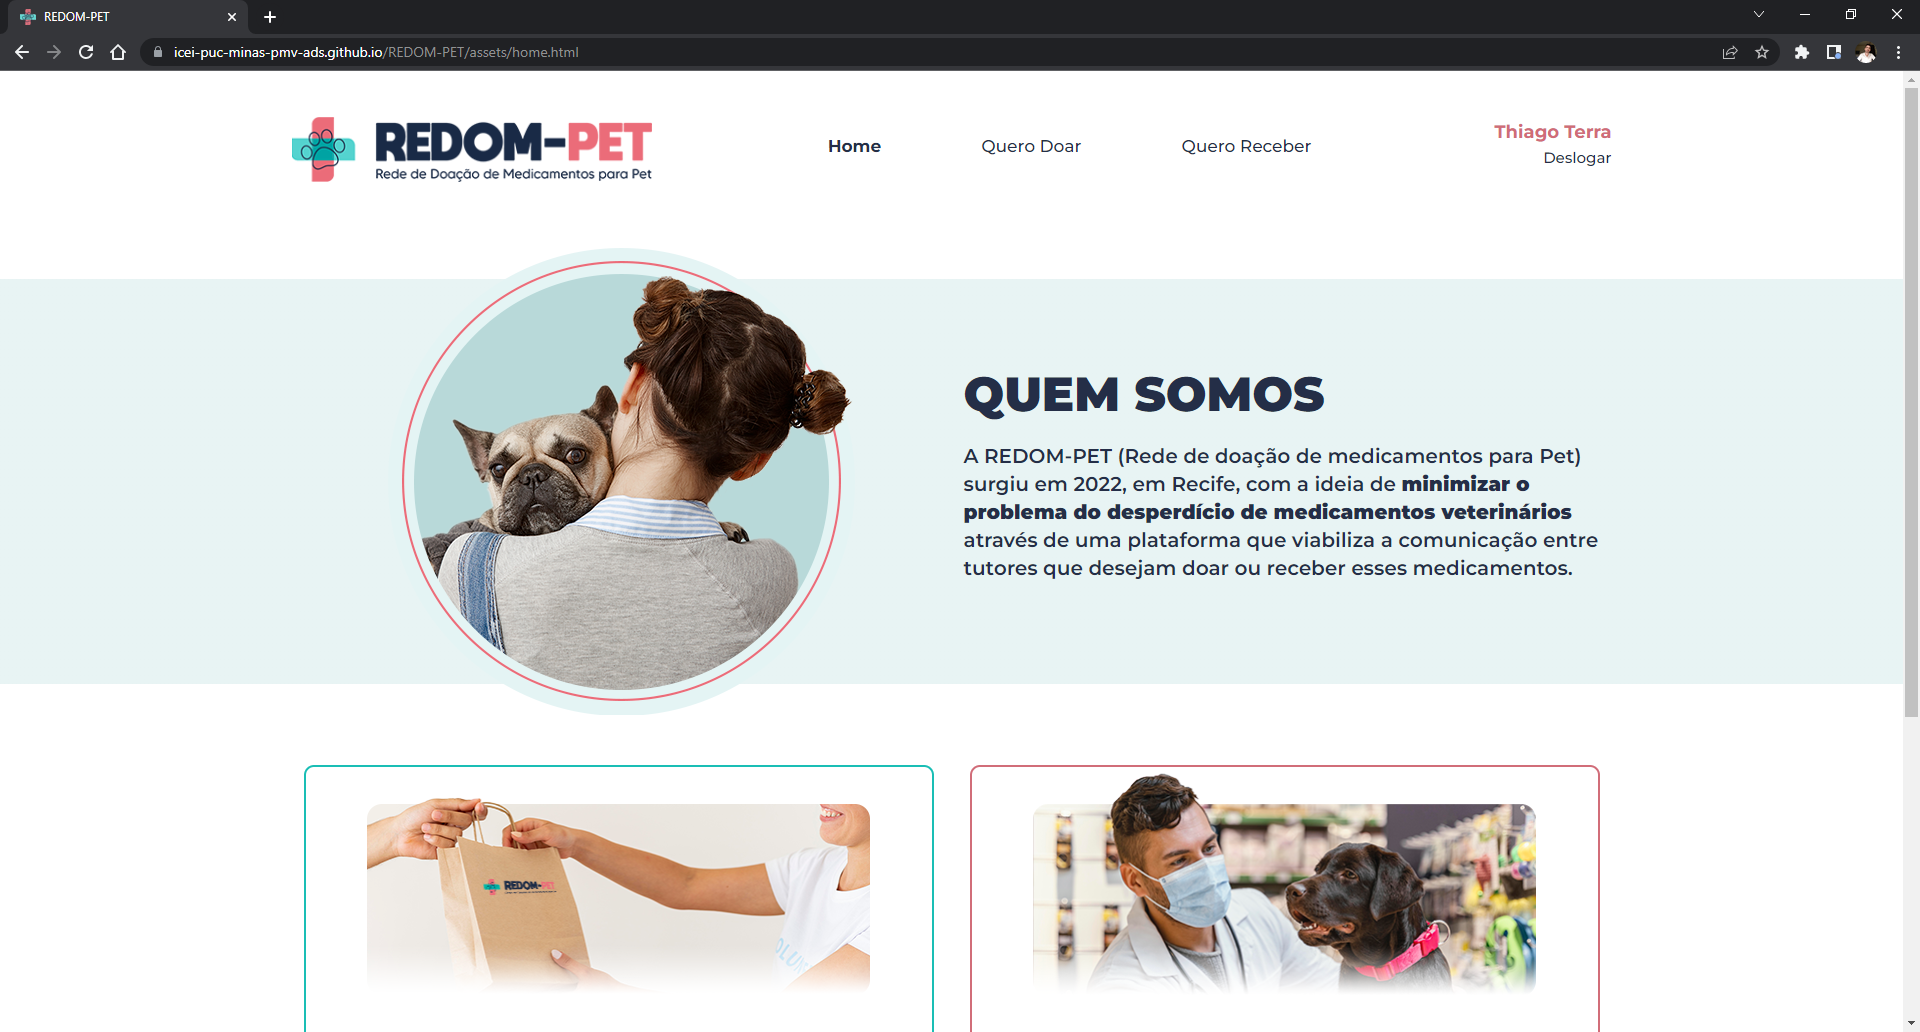 REDOM-PET
icei-puc-minas-pmv-ads.github.io/REDOM-PET/assets/home.html
REDOM-PET
Rede de Doação de Medicamentos para Pet
Home
Quero Doar
Quero Receber
Thiago Terra
Deslogar
QUEM SOMOS
A REDOM-PET (Rede de doação de medicamentos para Pet)
surgiu em 2022, em Recife, com a ideia de minimizar o
problema do desperdício de medicamentos veterinários
através de uma plataforma que viabiliza a comunicação entre
tutores que desejam doar ou receber esses medicamentos.
REDOM-PET